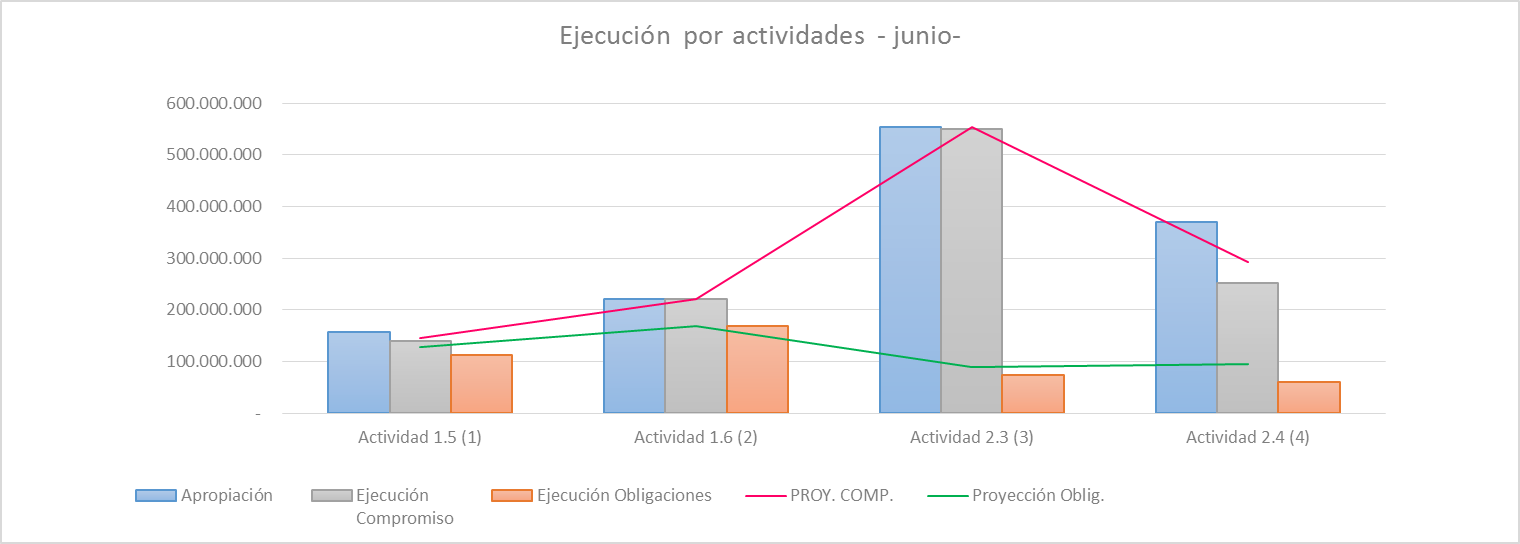 Ejecución por actividades - junio-
600.000.000
500.000.000
400.000.000
300.000.000
200.000.000
100.000.000
-
Actividad 1.5 (1)
Actividad 1.6 (2)
Actividad 2.3 (3)
Actividad 2.4 (4)
Apropiación
Ejecución
Compromiso
Ejecución Obligaciones
PROY. COMP.
Proyección Oblig.